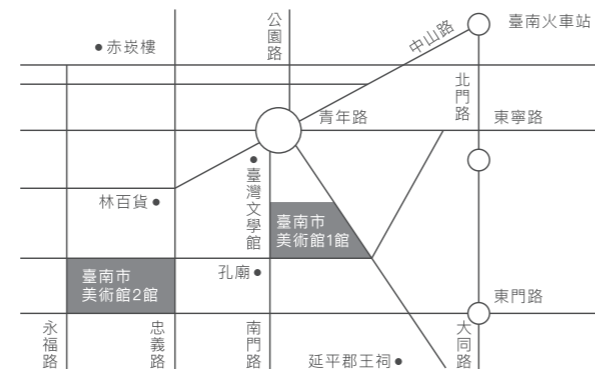 公園路
中山路
臺南火車站
赤崁樓
北門路
青年路
東寧路
臺灣文學館
林百貨
臺南市
美術館1館
臺南市
美術館2館
孔廟
東門路
永福路
忠義路
南門路
大同路
延平郡王祠